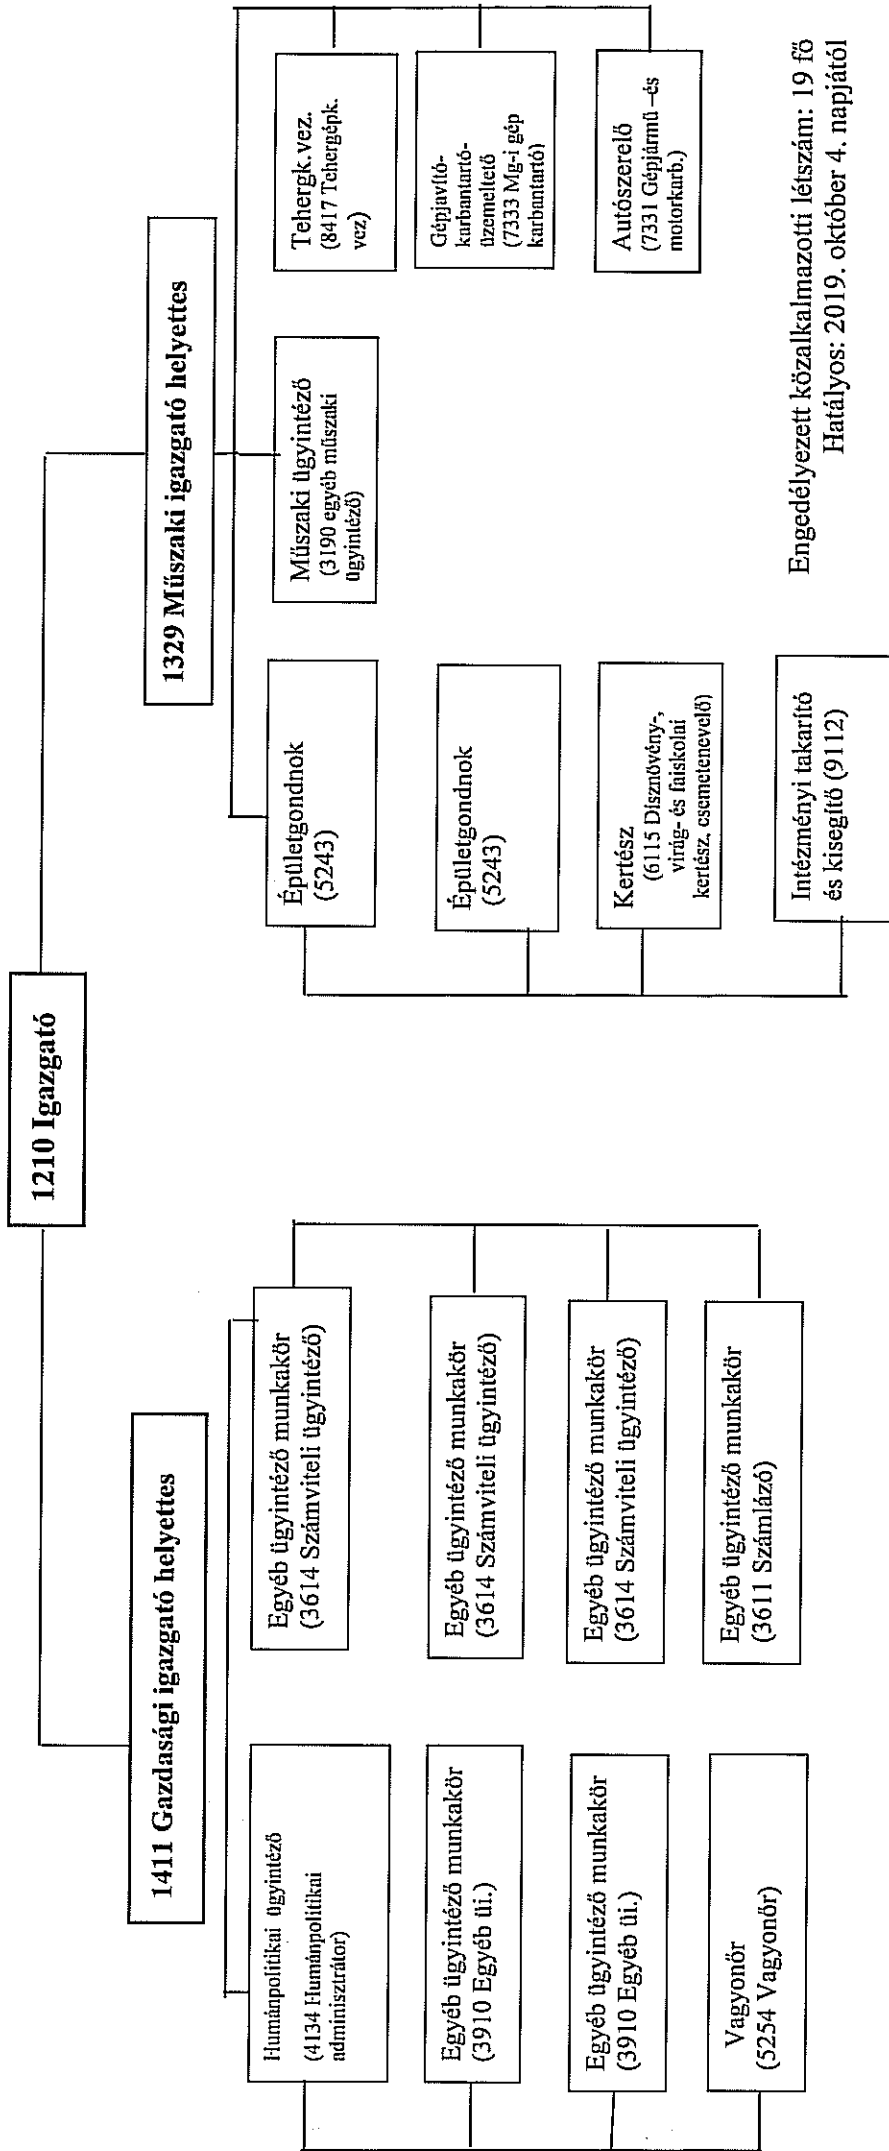 1210 Igazgató
1411 Gazdasági igazgató helyettes
1329 Műszaki igazgató helyettes
Humánpolitikai ügyintéző
(4134 Humánpolitikai
adminisztrátor)
Egyéb ügyintéző munkakör
(3910 Egyéb üi.)
Egyéb ügyintéző munkakör
(3910 Egyéb üi.)
Vagyonőr
(5254 Vagyonőr)
Egyéb ügyintéző munkakör
(3614 Számviteli ügyintéző)
Egyéb ügyintéző munkakör
(3614 Számviteli ügyintéző)
Egyéb ügyintéző munkakör
(3614 Számviteli ügyintéző)
Egyéb ügyintéző munkakör
(3611 Számlázó)
Épületgondnok
(5243)
Épületgondnok
(5243)
Kertész
(6115 Dísznövény-,
virág- és faiskolai
kertész, csemetenevelő)
Intézményi takarító
és kisegítő (9112)
Műszaki ügyintéző
(3190 egyéb műszaki
ügyintéző)
Tehergk. vez.
(8417 Tehergépk.
vez)
Gépjavító-
karbantartó-
üzemeltető
(7333 Mg-i gép
karbantartó)
Autószerelő
(7331 Gépjármű –és
motorkarb.)
Engedélyezett közalkalmazotti létszám: 19 fő
Hatályos: 2019. október 4. napjától